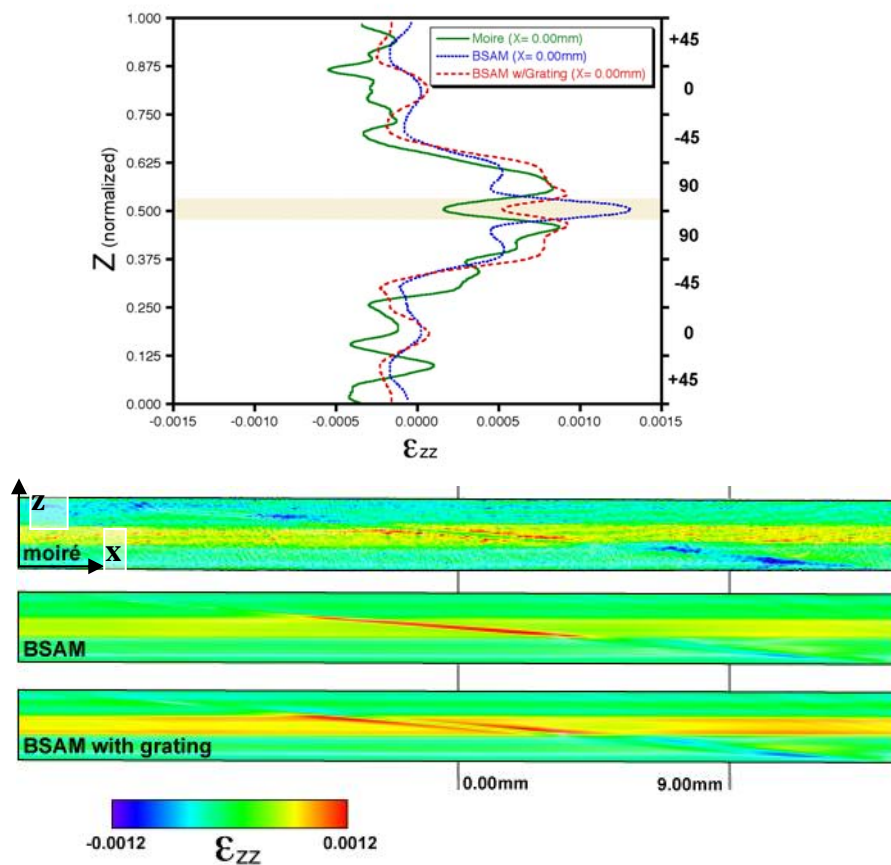 1.000
0.875
0.750
0.625
0.500
0.375
0.250
0.125
0.000
Z (normalized)
Moire (X= 0.00mm)
BSAM (X= 0.00mm)
BSAM w/Grating (X= 0.00mm)
+45
0
-45
90
90
-45
0
+45
-0.0015 -0.0010 -0.0005 0.0000 0.0005 0.0010 0.0015
εzz
z
moiré x
BSAM
BSAM with grating
0.00mm 9.00mm
-0.0012 εzz 0.0012